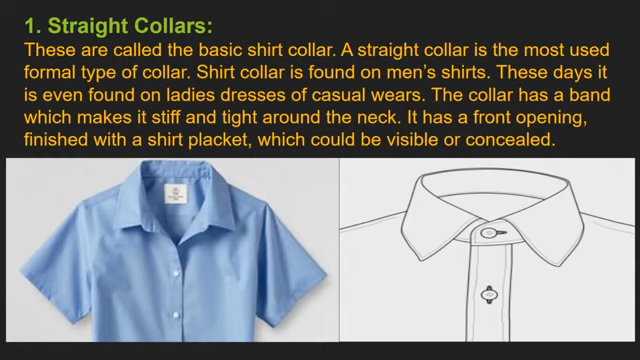 1. Straight Collars:
These are called the basic shirt collar. A straight collar is the most used
formal type of collar. Shirt collar is found on men’s shirts. These days it
is even found on ladies dresses of casual wears. The collar has a band
which makes it stiff and tight around the neck. It has a front opening,
finished with a shirt placket, which could be visible or concealed.